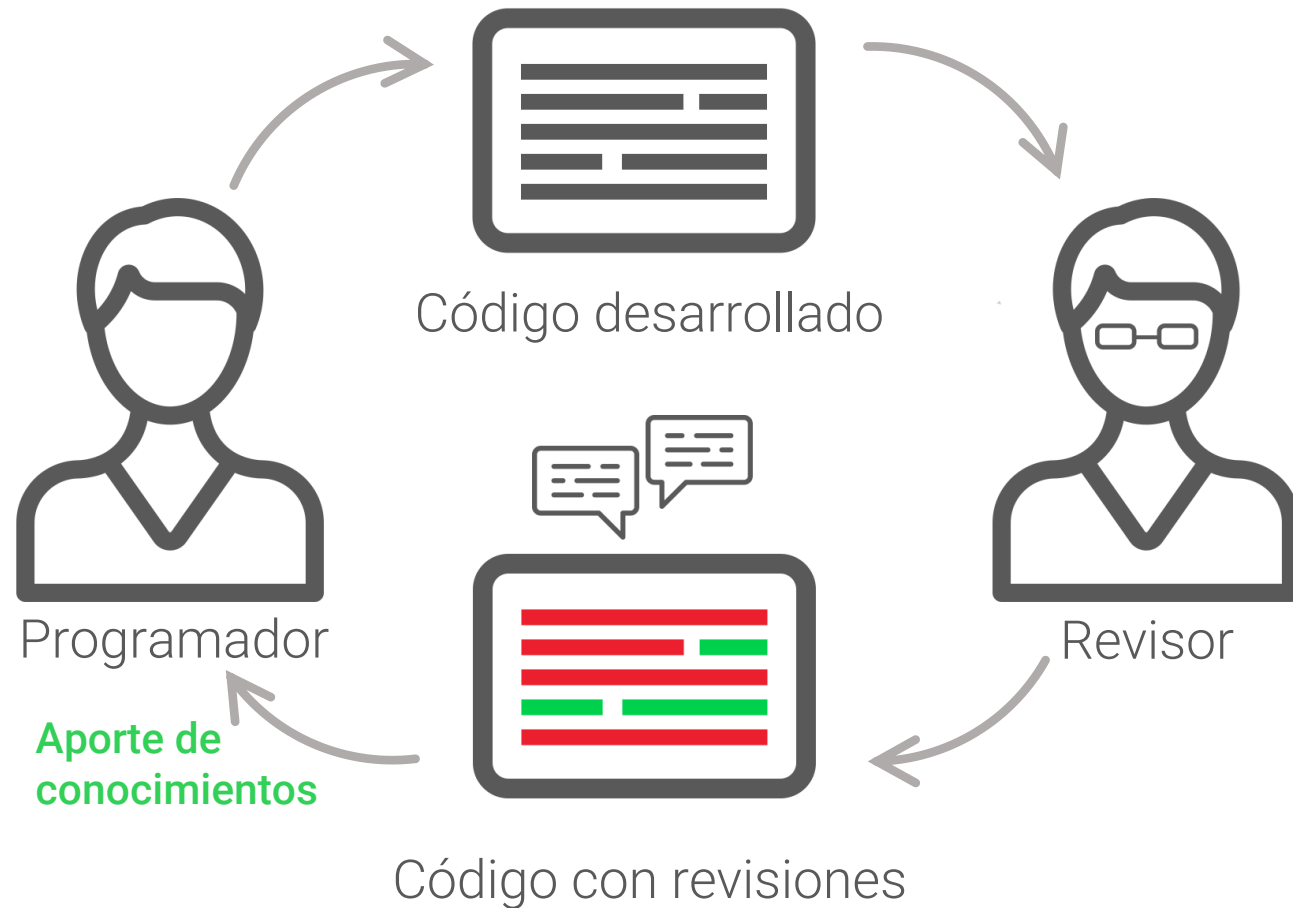 Código desarrollado
Programador
Revisor
Aporte de
conocimientos
Código con revisiones